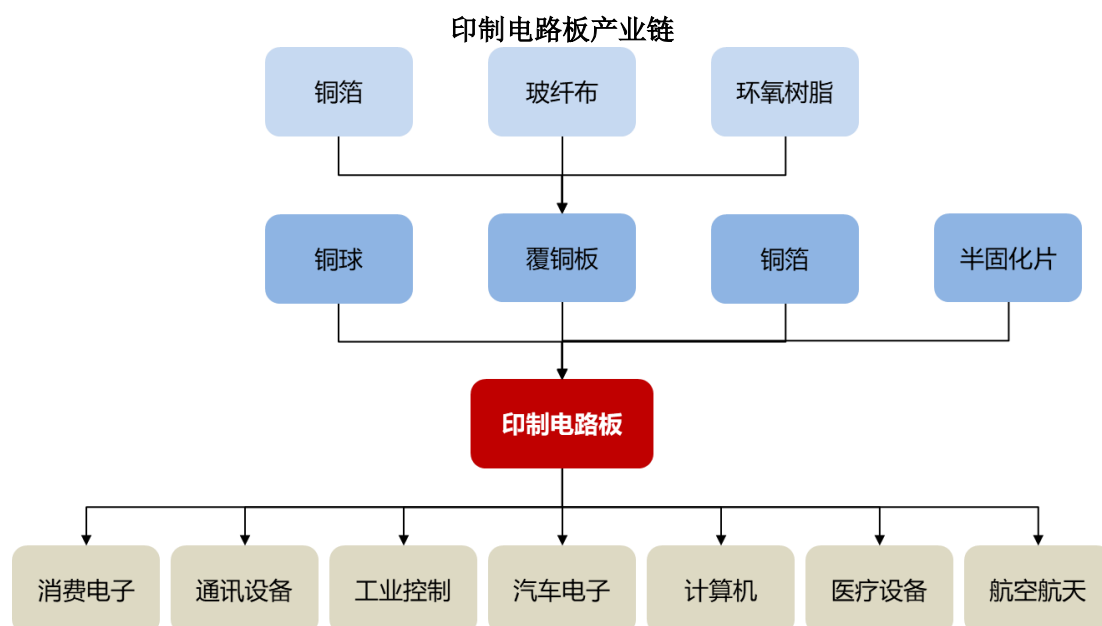 印制电路板产业链
铜箔
玻纤布
环氧树脂
铜球
覆铜板
铜箔
半固化片
印制电路板
消费电子
通讯设备
工业控制
汽车电子
计算机
医疗设备
航空航天